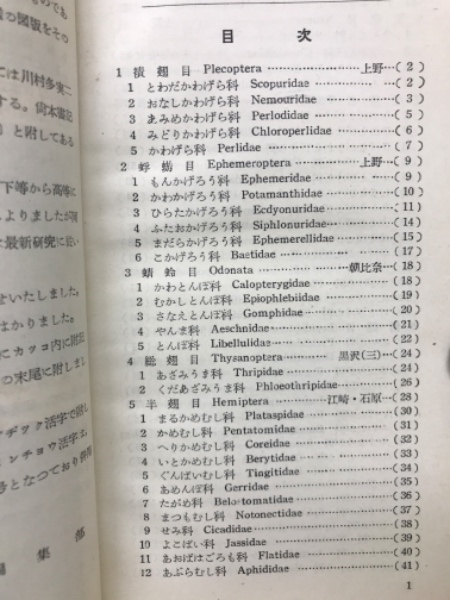 目次
1 襀翅目 Plecoptera ……………………上野…( 2 )
1 とわだかわげら科 Scopuridae ……………( 2 )
2 おなしかわげら科 Nemouridae ……………( 3 )
3 あみめかわげら科 Perlodidae ……………( 5 )
4 みどりかわげら科 Chloroperlidae ……………( 6 )
5 かわげら科 Perlidae ……………( 7 )
2 蜉蝣目 Ephemeroptera ……………上野…( 9 )
1 もんかげろう科 Ephemeridae ……………( 9 )
2 かわかげろう科 Potamanthidae ……………(10)
3 ひらたかげろう科 Ecdyonuridae ……………(11)
4 ふたおかげろう科 Siphlonuridae ……………(14)
5 まだらかげろう科 Ephemerellidae ……………(15)
6 こかげろう科 Baetidae ……………(17)
3 蜻蛉目 Odonata ……………朝比奈…(18)
1 かわとんぼ科 Calopterygidae ……………(18)
2 むかしとんぼ科 Epiophlebiidae ……………(19)
3 さなえとんぼ科 Gomphidae ……………(20)
4 やんま科 Aeschnidae ……………(21)
5 とんぼ科 Libellulidae ……………(22)
4 総翅目 Thysanoptera ……………黒沢(三)…(24)
1 あざみうま科 Thripidae ……………(24)
2 くだあざみうま科 Phloeothripidae ……………(26)
5 半翅目 Hemiptera ……………江崎・石原…(28)
1 まるかめむし科 Plataspidae ……………(30)
2 かめむし科 Pentatomidae ……………(31)
3 へりかめむし科 Coreidae ……………(33)
4 いとかめむし科 Berytidae ……………(34)
5 ぐんばいむし科 Tingitidae ……………(34)
6 あめんぼ科 Gerridae ……………(35)
7 たがめ科 Belostomatidae ……………(36)
8 まつもむし科 Notonectidae ……………(37)
9 せみ科 Cicadidae ……………(38)
10 よこばい科 Jassidae ……………(39)
11 あおばはごろも科 Flatidae ……………(40)
12 あぶらむし科 Aphididae ……………(41)
1